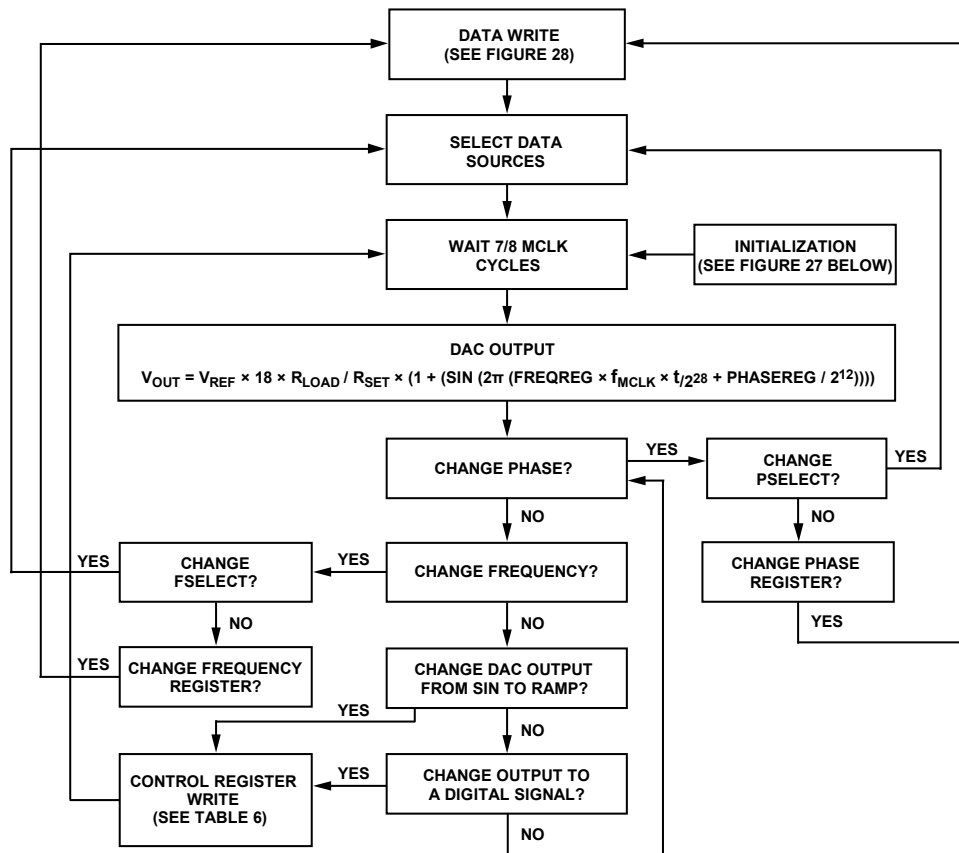 DATA WRITE
(SEE FIGURE 28)
SELECT DATA
SOURCES
WAIT 7/8 MCLK
CYCLES
INITIALIZATION
(SEE FIGURE 27 BELOW)
DAC OUTPUT
VOUT = VREF × 18 × RLOAD / RSET × (1 + (SIN (2π (FREQREG × fMCLK × t/2²⁸ + PHASEREG / 2¹²))))
CHANGE PHASE?
YES
CHANGE
PSELECT?
YES
NO
NO
CHANGE PHASE
REGISTER?
YES
CHANGE FREQUENCY?
YES
CHANGE
FSELECT?
YES
NO
NO
CHANGE FREQUENCY
REGISTER?
YES
CHANGE DAC OUTPUT
FROM SIN TO RAMP?
YES
NO
CONTROL REGISTER
WRITE
(SEE TABLE 6)
YES
CHANGE OUTPUT TO
A DIGITAL SIGNAL?
NO